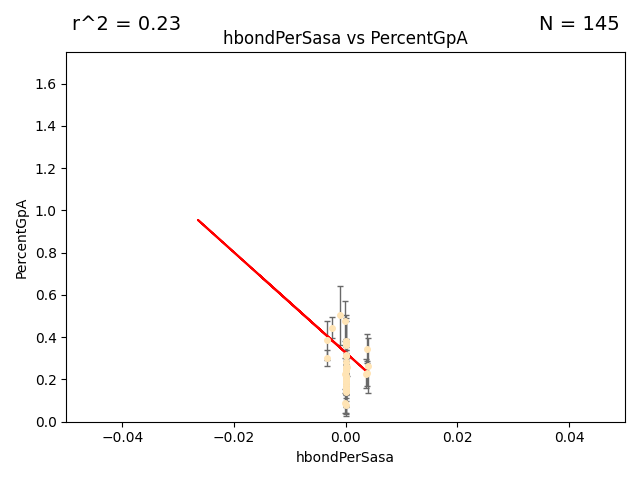 r^2 = 0.23
N = 145
hbondPerSasa vs PercentGpA
1.6
1.4
1.2
1.0
0.8
0.6
0.4
0.2
0.0
PercentGpA
−0.04
−0.02
0.00
0.02
0.04
hbondPerSasa